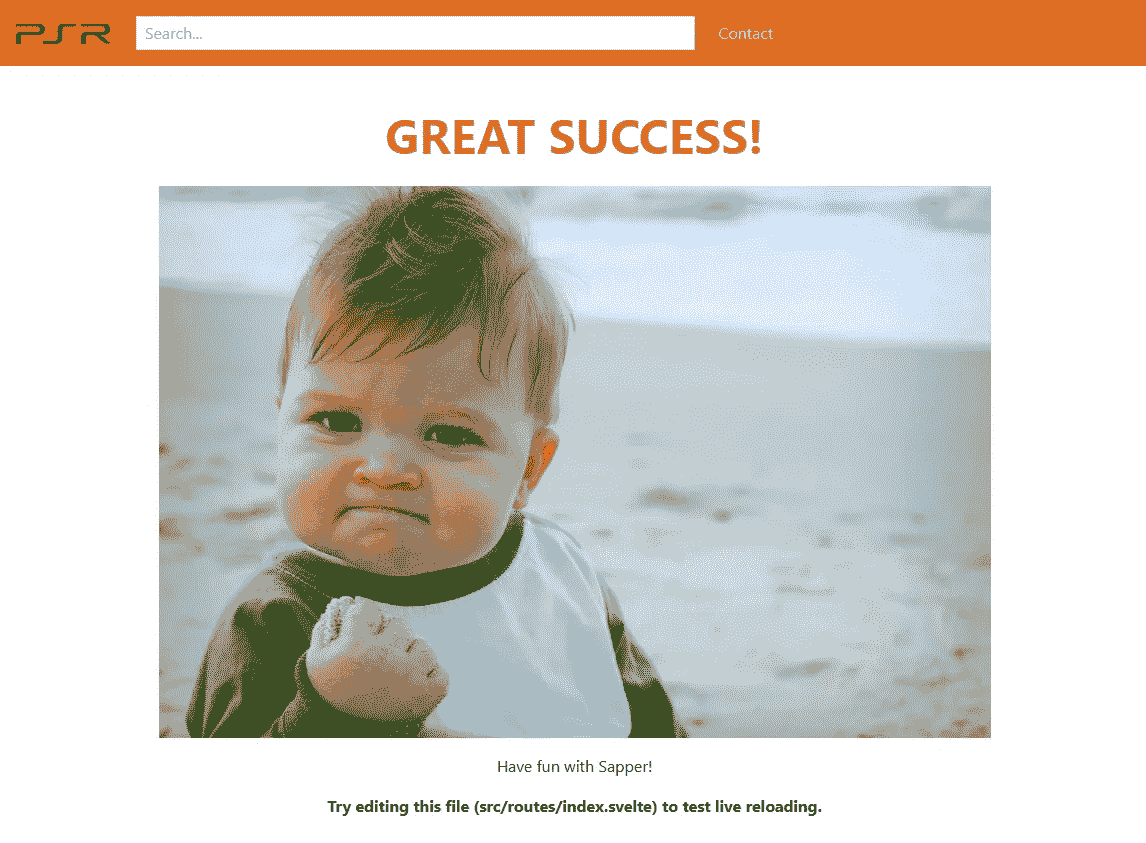 PSR
Search...
Contact
GREAT SUCCESS!
Have fun with Sapper!
Try editing this file (src/routes/index.svelte) to test live reloading.